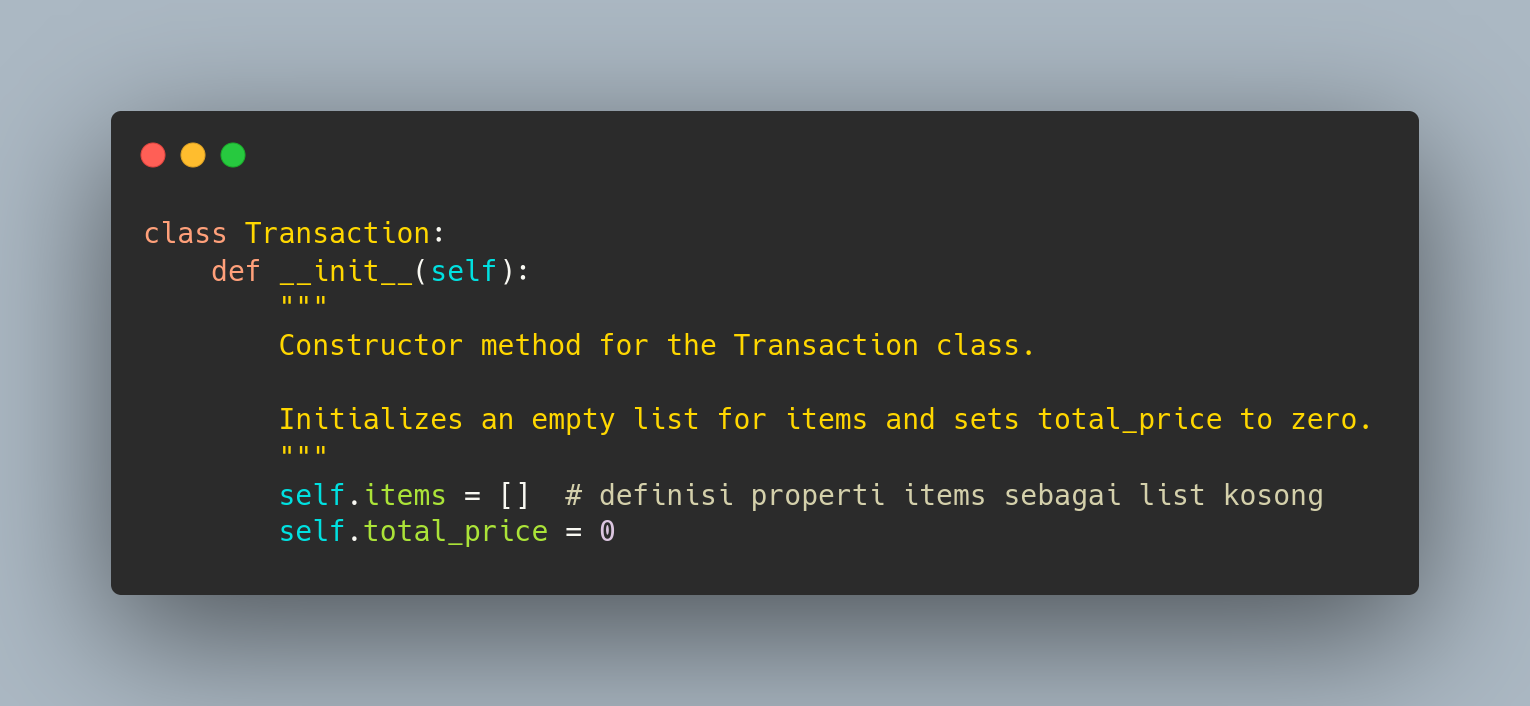 class Transaction:
    def __init__(self):
        """
        Constructor method for the Transaction class.

        Initializes an empty list for items and sets total_price to zero.
        """
        self.items = []  # definisi properti items sebagai list kosong
        self.total_price = 0